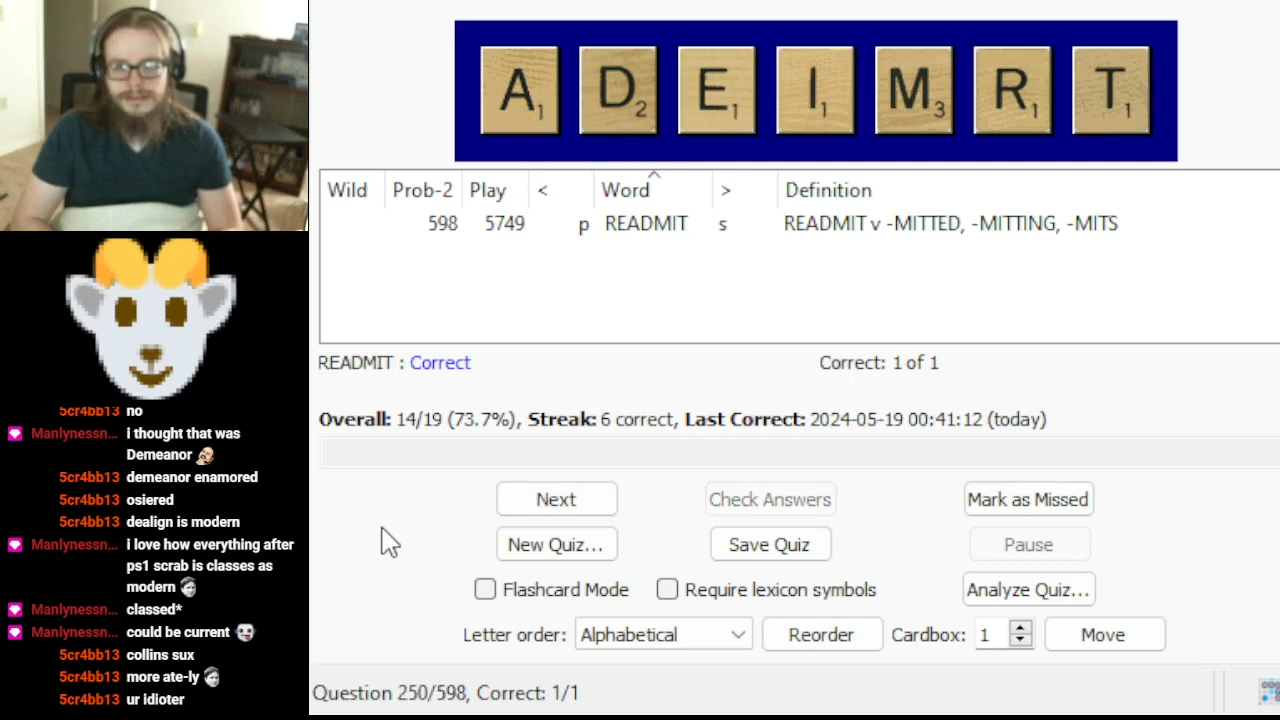 A1 D2 E1 I1 M3 R1 T1
Wild Prob-2 Play < Word > Definition
598 5749 p READMIT s READMIT v -MITTED, -MITTING, -MITS
READMIT : Correct Correct: 1 of 1
Overall: 14/19 (73.7%), Streak: 6 correct, Last Correct: 2024-05-19 00:41:12 (today)
Next Check Answers Mark as Missed
New Quiz... Save Quiz Pause
Flashcard Mode Require lexicon symbols Analyze Quiz...
Letter order: Alphabetical Reorder Cardbox: 1 Move
Question 250/598, Correct: 1/1
5cr4bb13 no
Manlynessn... i thought that was
Demeanor
5cr4bb13 demeanor enamored
5cr4bb13 osiered
5cr4bb13 dealign is modern
Manlynessn... i love how everything after
ps1 scrab is classes as
modern
Manlynessn... classed*
Manlynessn... could be current
5cr4bb13 collins sux
5cr4bb13 more ate-ly
5cr4bb13 ur idioter